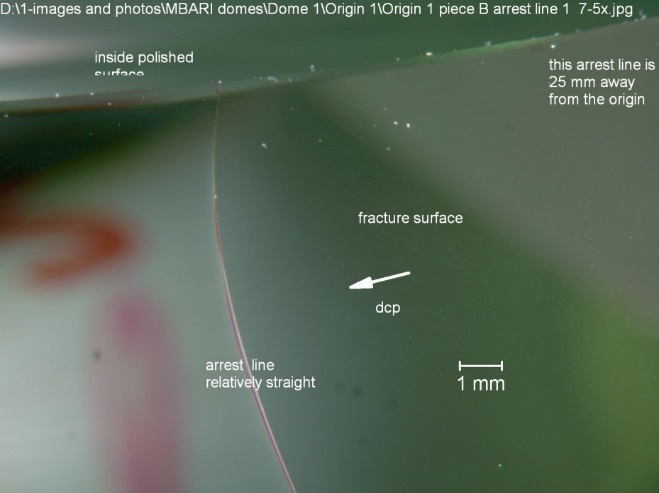 D:\1-images and photos\MBARI domes\Dome 1\Origin 1\Origin 1 piece B arrest line 1  7-5x.jpg
inside polished
surface
this arrest line is
25 mm away
from the origin
fracture surface
dcp
arrest  line
relatively straight
1 mm